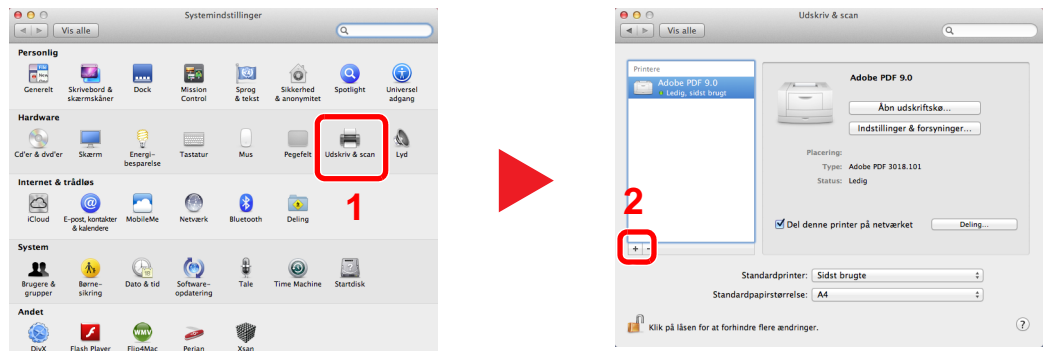 Systemindstillinger
Vis alle
Personlig
Generelt
Skrivebord & skærmskåner
Dock
Mission Control
Sprog & tekst
Sikkerhed & anonymitet
Spotlight
Universel adgang
Hardware
Cd'er & dvd'er
Skærm
Energi-besparelse
Tastatur
Mus
Pegefelt
Udskriv & scan
Lyd
1
Internet & trådløs
iCloud
E-post, kontakter & kalendere
MobileMe
Netværk
Bluetooth
Deling
System
Brugere & grupper
Børne-sikring
Dato & tid
Software-opdatering
Tale
Time Machine
Startdisk
Andet
DivX
Flash Player
Flip4Mac
Perian
Xsan
Udskriv & scan
Vis alle
Printere
Adobe PDF 9.0
Ledig, sidst brugt
2
+ -
Adobe PDF 9.0
Åbn udskriftskø...
Indstillinger & forsyninger...
Placering:
Type: Adobe PDF 3018.101
Status: Ledig
Del denne printer på netværket
Deling...
Standardprinter: Sidst brugte
Standardpapirstørrelse: A4
Klik på låsen for at forhindre flere ændringer.
?